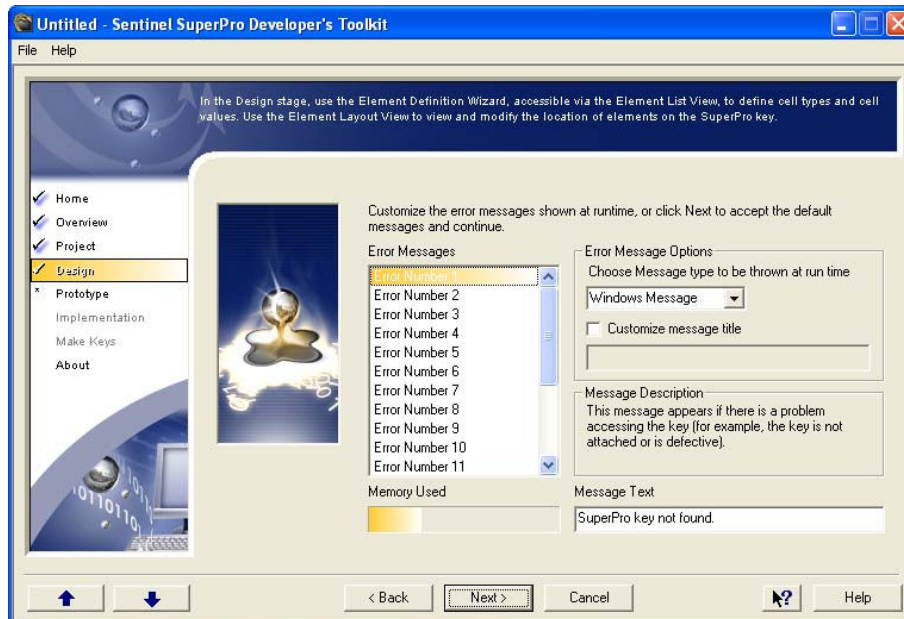 Untitled - Sentinel SuperPro Developer's Toolkit
File Help
In the Design stage, use the Element Definition Wizard, accessible via the Element List View, to define cell types and cell
values. Use the Element Layout View to view and modify the location of elements on the SuperPro key.
Home
Overview
Project
Design
* Prototype
Implementation
Make Keys
About
Customize the error messages shown at runtime, or click Next to accept the default
messages and continue.
Error Messages
Error Number 1
Error Number 2
Error Number 3
Error Number 4
Error Number 5
Error Number 6
Error Number 7
Error Number 8
Error Number 9
Error Number 10
Error Number 11
Memory Used
Error Message Options
Choose Message type to be thrown at run time
Windows Message
Customize message title
Message Description
This message appears if there is a problem
accessing the key (for example, the key is not
attached or is defective).
Message Text
SuperPro key not found.
< Back
Next >
Cancel
?
Help